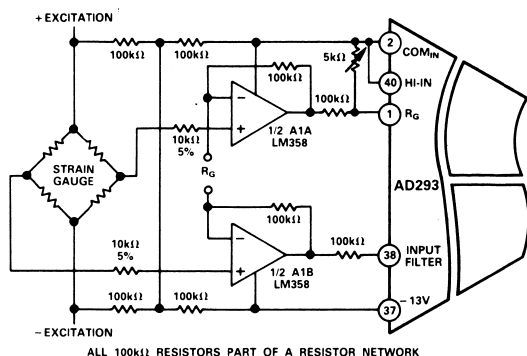 + EXCITATION
100kΩ
100kΩ
100kΩ
5kΩ
2
COM IN
40
HI-IN
100kΩ
1
RG
10kΩ
5%
1/2 A1A
LM358
STRAIN
GAUGE
RG
AD293
100kΩ
10kΩ
5%
100kΩ
38
INPUT
FILTER
1/2 A1B
LM358
100kΩ
100kΩ
37
– 13V
– EXCITATION
ALL 100kΩ RESISTORS PART OF A RESISTOR NETWORK